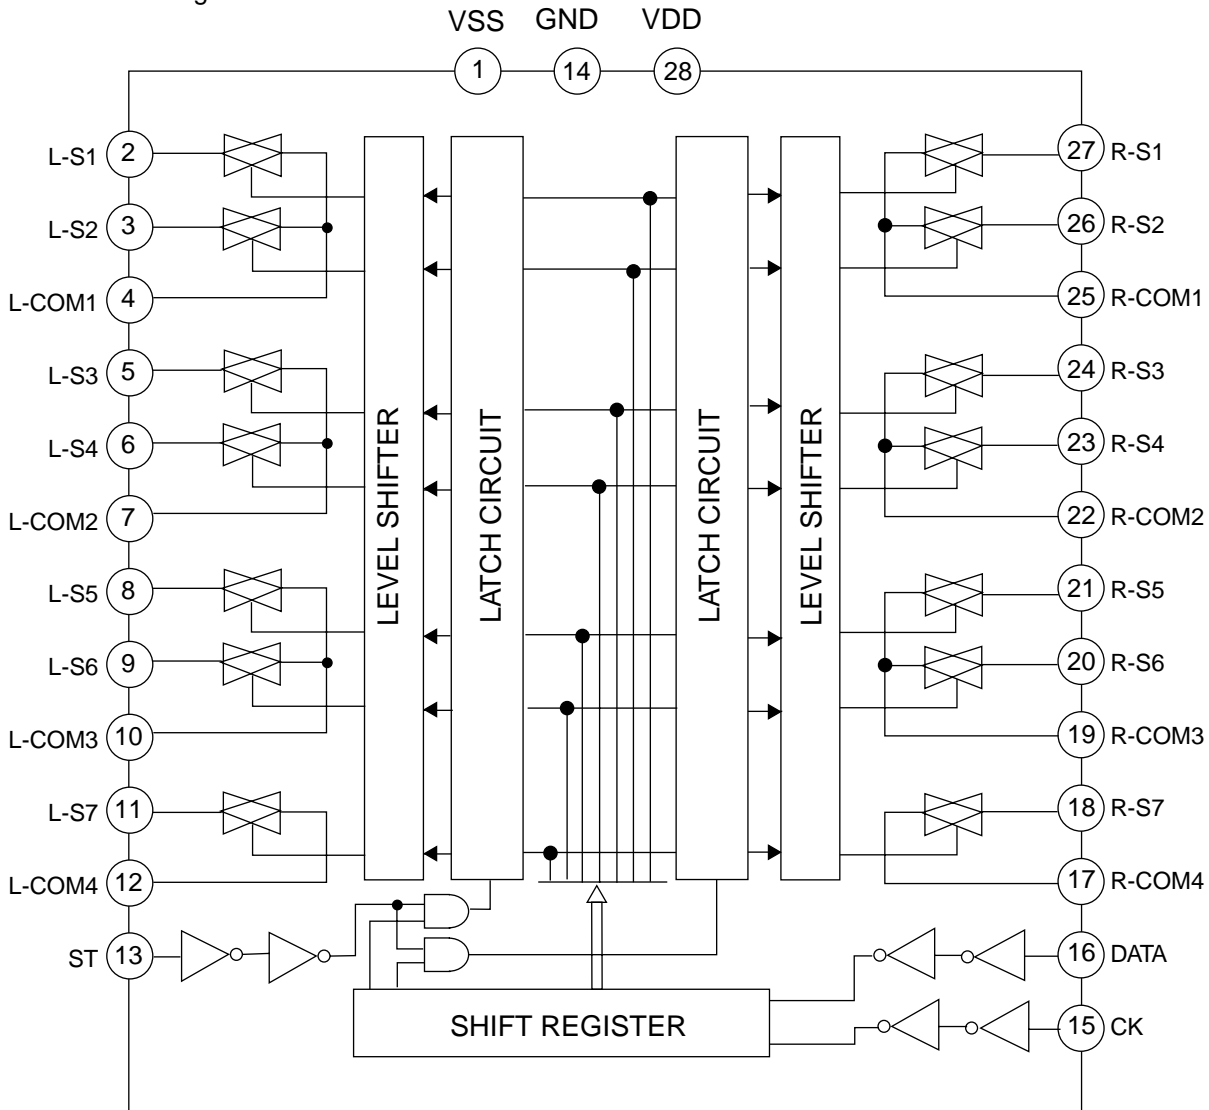 VSS GND VDD
1 14 28
L-S1 2
27 R-S1
L-S2 3
26 R-S2
L-COM1 4
25 R-COM1
L-S3 5
24 R-S3
L-S4 6
23 R-S4
L-COM2 7
22 R-COM2
LEVEL SHIFTER
LATCH CIRCUIT
LATCH CIRCUIT
LEVEL SHIFTER
L-S5 8
21 R-S5
L-S6 9
20 R-S6
L-COM3 10
19 R-COM3
L-S7 11
18 R-S7
L-COM4 12
17 R-COM4
ST 13
16 DATA
SHIFT REGISTER
15 CK